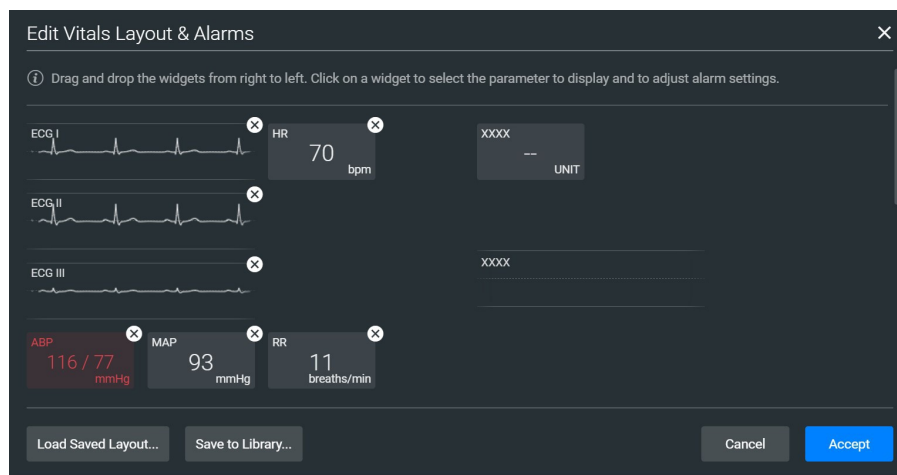 Edit Vitals Layout & Alarms
Drag and drop the widgets from right to left. Click on a widget to select the parameter to display and to adjust alarm settings.
ECG I
HR
70
bpm
XXXX
--
UNIT
ECG II
ECG III
XXXX
ABP
116 / 77
mmHg
MAP
93
mmHg
RR
11
breaths/min
Load Saved Layout...
Save to Library...
Cancel
Accept